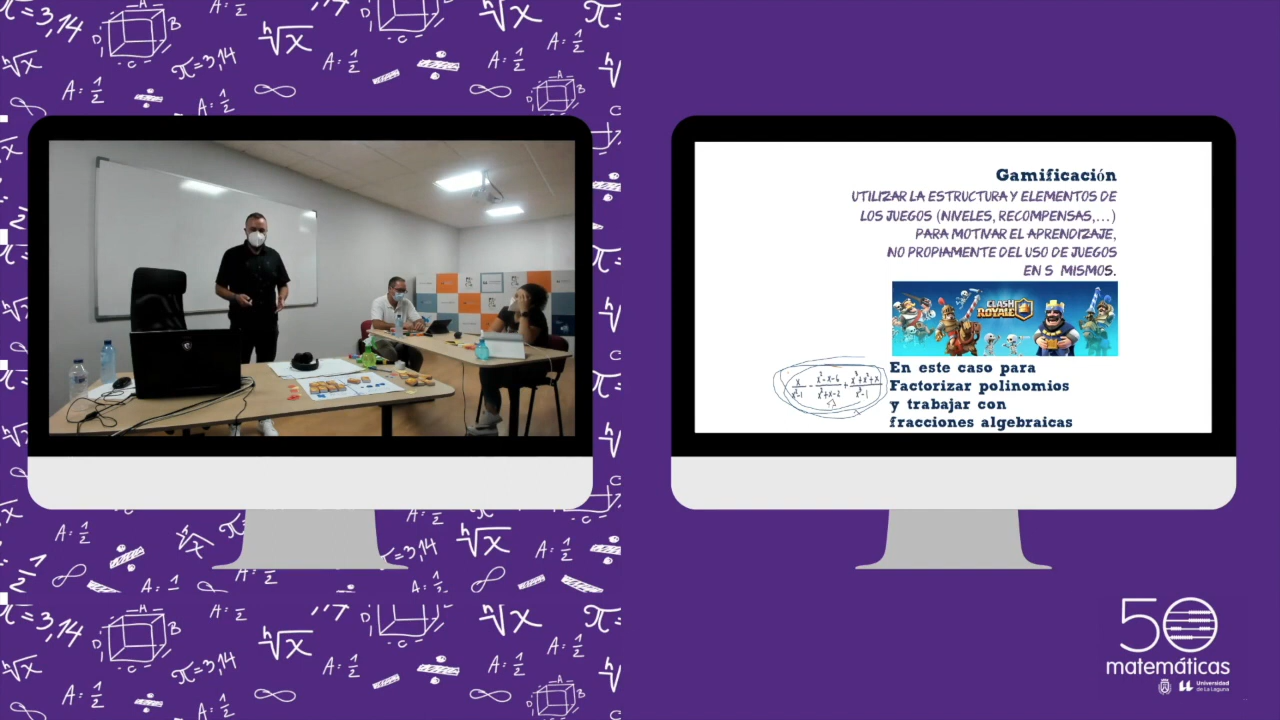 Gamificación
UTILIZAR LA ESTRUCTURA Y ELEMENTOS DE
LOS JUEGOS (NIVELES, RECOMPENSAS,...)
PARA MOTIVAR EL APRENDIZAJE,
NO PROPIAMENTE DEL USO DE JUEGOS
EN S MISMOS.
CLASH
ROYALE
En este caso para
Factorizar polinomios
y trabajar con
fracciones algebraicas
50
matemáticas
Universidad
de La Laguna
π=3,14
A=1/2
ⁿ√x
∞
A
B
C
D